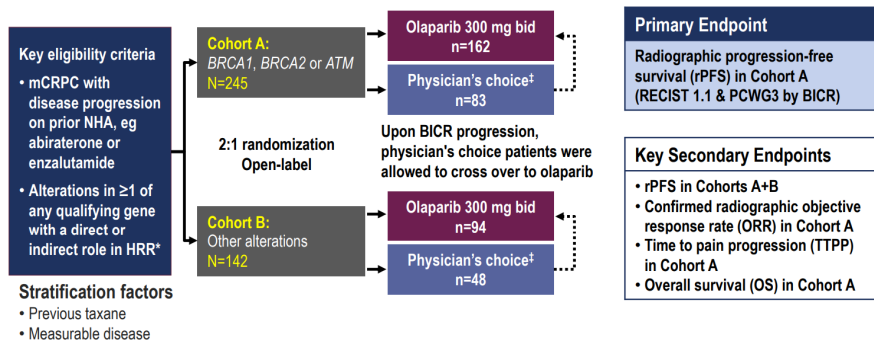 Key eligibility criteria
• mCRPC with
disease progression
on prior NHA, eg
abiraterone or
enzalutamide
• Alterations in ≥1 of
any qualifying gene
with a direct or
indirect role in HRR*
Stratification factors
• Previous taxane
• Measurable disease
Cohort A:
BRCA1, BRCA2 or ATM
N=245
2:1 randomization
Open-label
Cohort B:
Other alterations
N=142
Olaparib 300 mg bid
n=162
Physician’s choice‡
n=83
Upon BICR progression,
physician's choice patients were
allowed to cross over to olaparib
Olaparib 300 mg bid
n=94
Physician’s choice‡
n=48
Primary Endpoint
Radiographic progression-free
survival (rPFS) in Cohort A
(RECIST 1.1 & PCWG3 by BICR)
Key Secondary Endpoints
• rPFS in Cohorts A+B
• Confirmed radiographic objective
response rate (ORR) in Cohort A
• Time to pain progression (TTPP)
in Cohort A
• Overall survival (OS) in Cohort A